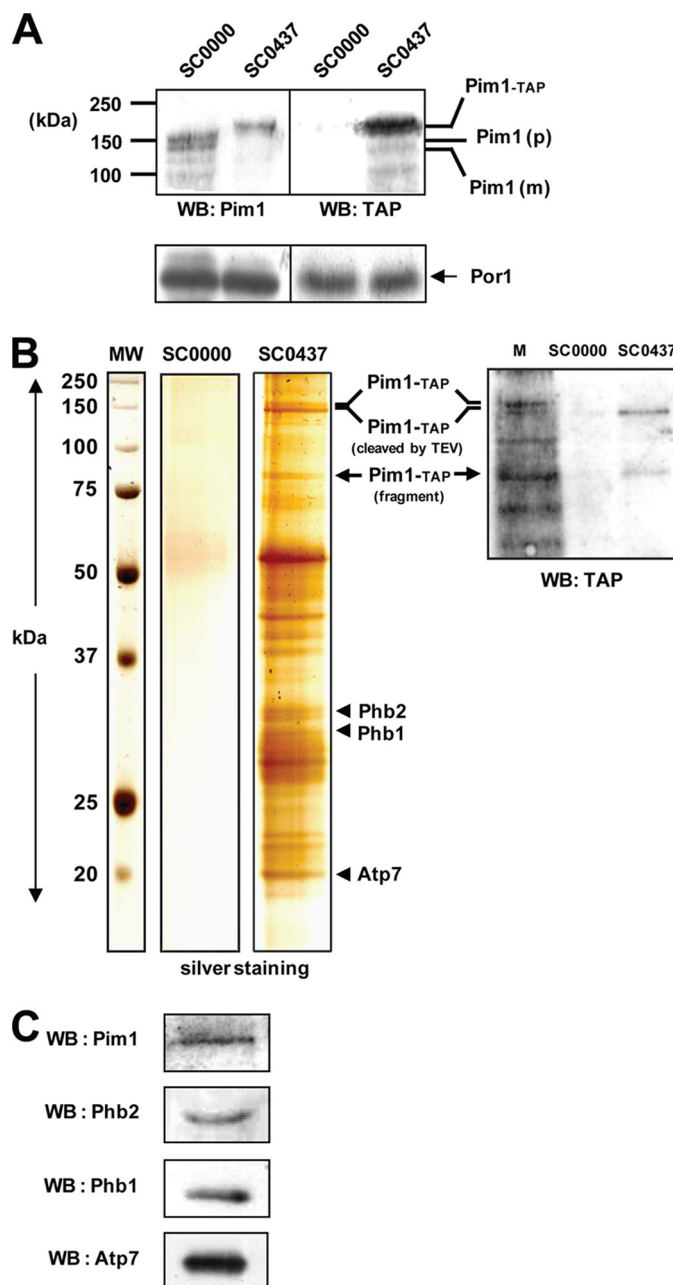 A
SC0000 SC0437 SC0000 SC0437
(kDa)
250
150
100
Pim1-TAP
Pim1 (p)
Pim1 (m)
WB: Pim1 WB: TAP
Por1
B
MW SC0000 SC0437
M SC0000 SC0437
kDa
250
150
100
75
50
37
25
20
Pim1-TAP
Pim1-TAP
(cleaved by TEV)
Pim1-TAP
(fragment)
WB: TAP
Phb2
Phb1
Atp7
silver staining
C
WB : Pim1
WB : Phb2
WB : Phb1
WB : Atp7